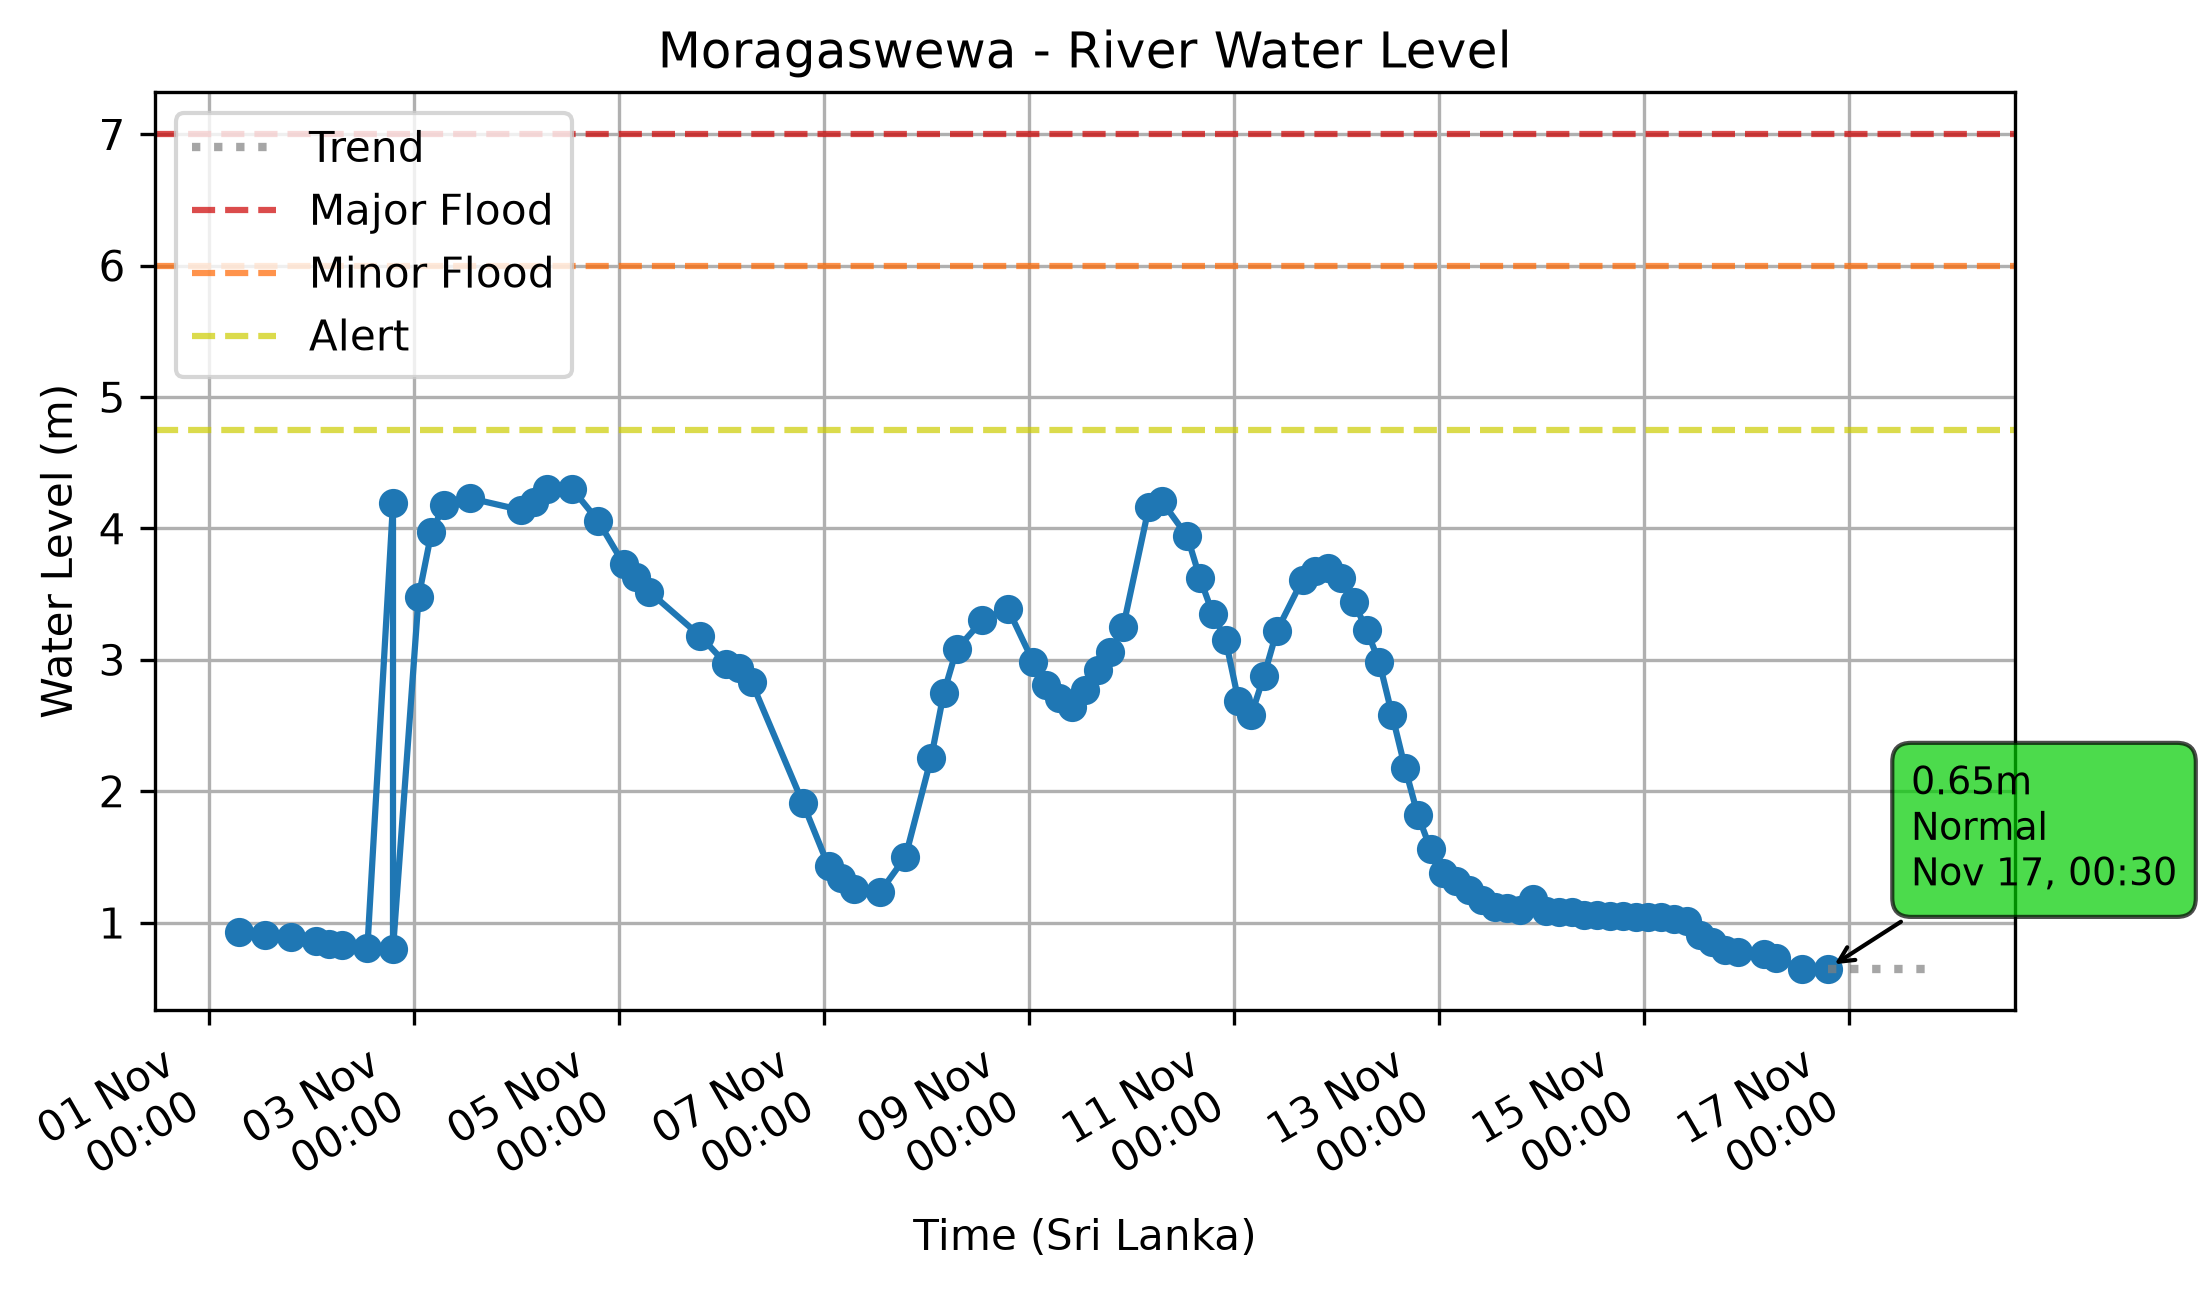 Moragaswewa - River Water Level
Trend
Major Flood
Minor Flood
Alert
Water Level (m)
7
6
5
4
3
2
1
0.65m
Normal
Nov 17, 00:30
01 Nov
00:00
03 Nov
00:00
05 Nov
00:00
07 Nov
00:00
09 Nov
00:00
11 Nov
00:00
13 Nov
00:00
15 Nov
00:00
17 Nov
00:00
Time (Sri Lanka)